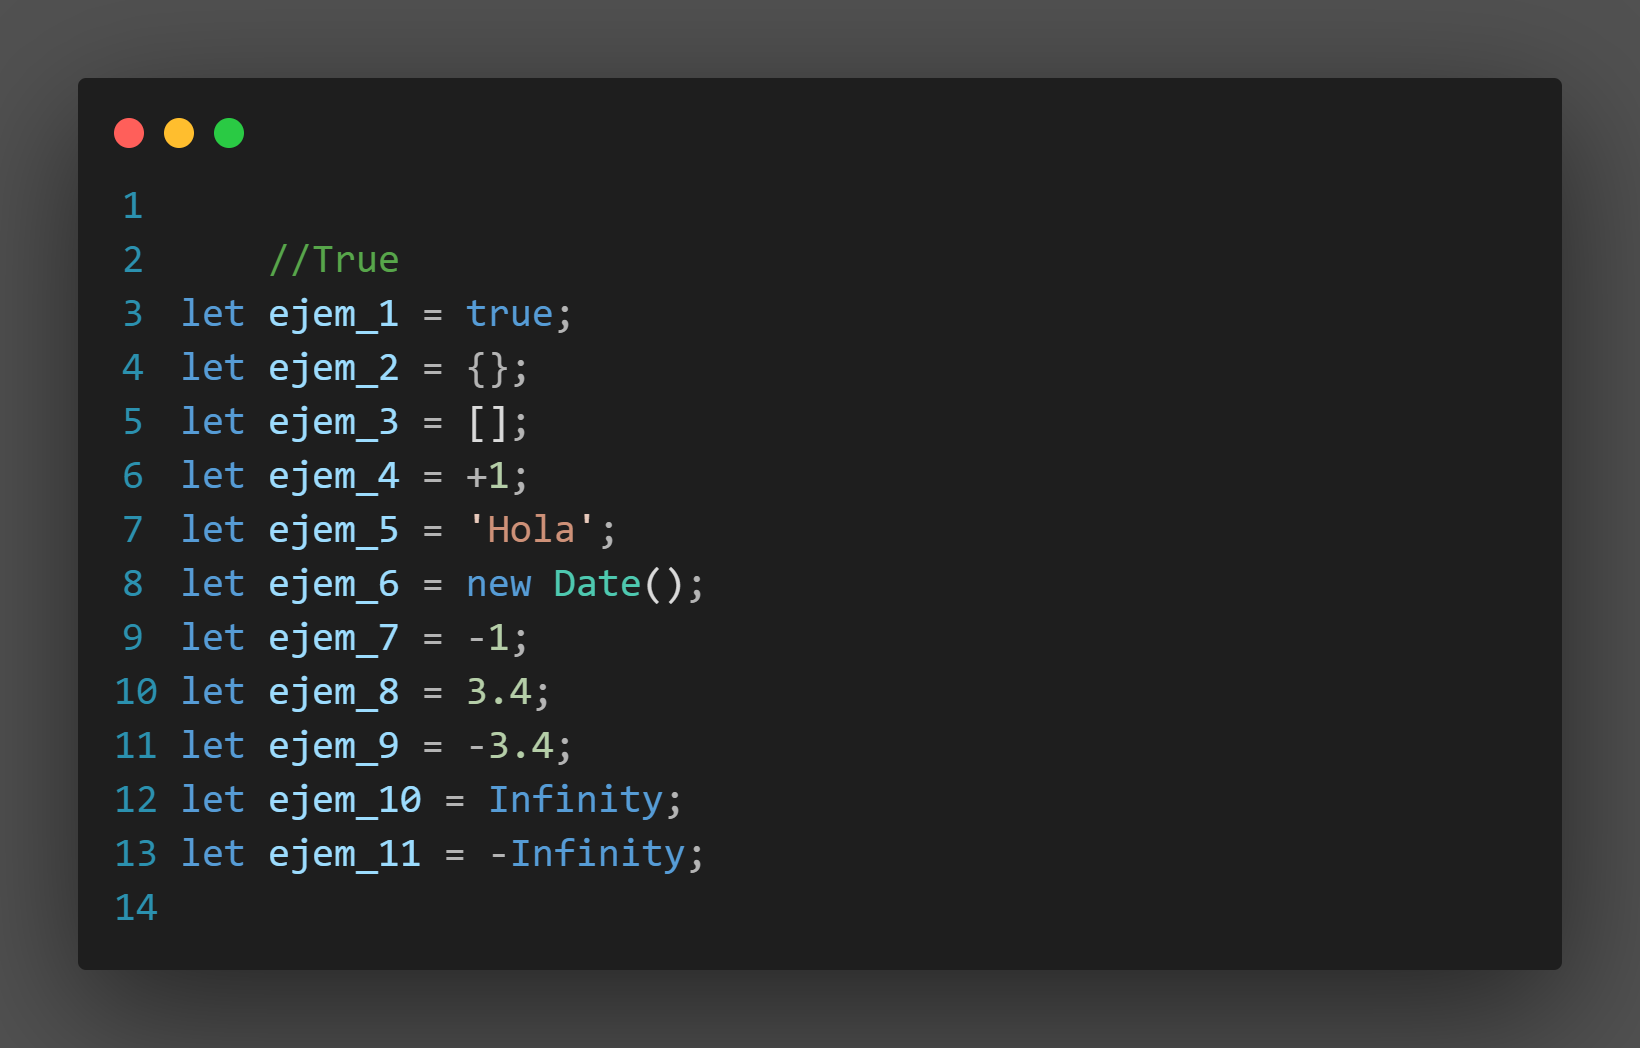 1
2     //True
3 let ejem_1 = true;
4 let ejem_2 = {};
5 let ejem_3 = [];
6 let ejem_4 = +1;
7 let ejem_5 = 'Hola';
8 let ejem_6 = new Date();
9 let ejem_7 = -1;
10 let ejem_8 = 3.4;
11 let ejem_9 = -3.4;
12 let ejem_10 = Infinity;
13 let ejem_11 = -Infinity;
14